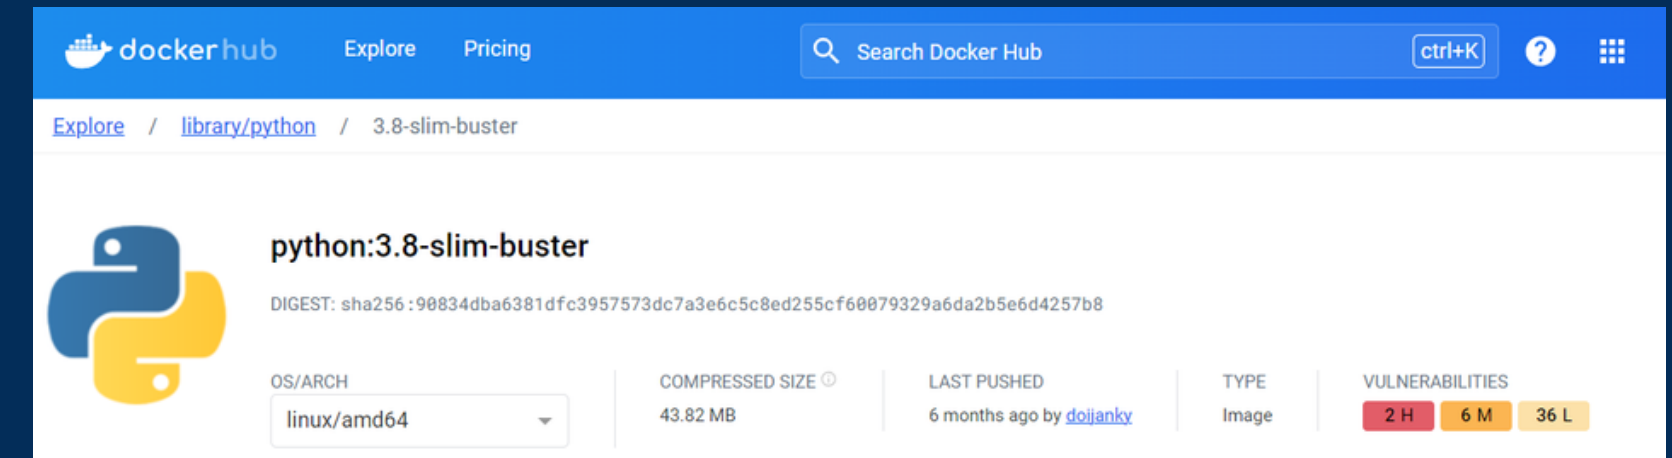 dockerhub Explore Pricing Search Docker Hub ctrl+K ?
Explore / library/python / 3.8-slim-buster
python:3.8-slim-buster
DIGEST: sha256:90834dba6381dfc3957573dc7a3e6c5c8ed255cf60079329a6da2b5e6d4257b8
OS/ARCH COMPRESSED SIZE LAST PUSHED TYPE VULNERABILITIES
linux/amd64 43.82 MB 6 months ago by doijanky Image 2 H 6 M 36 L